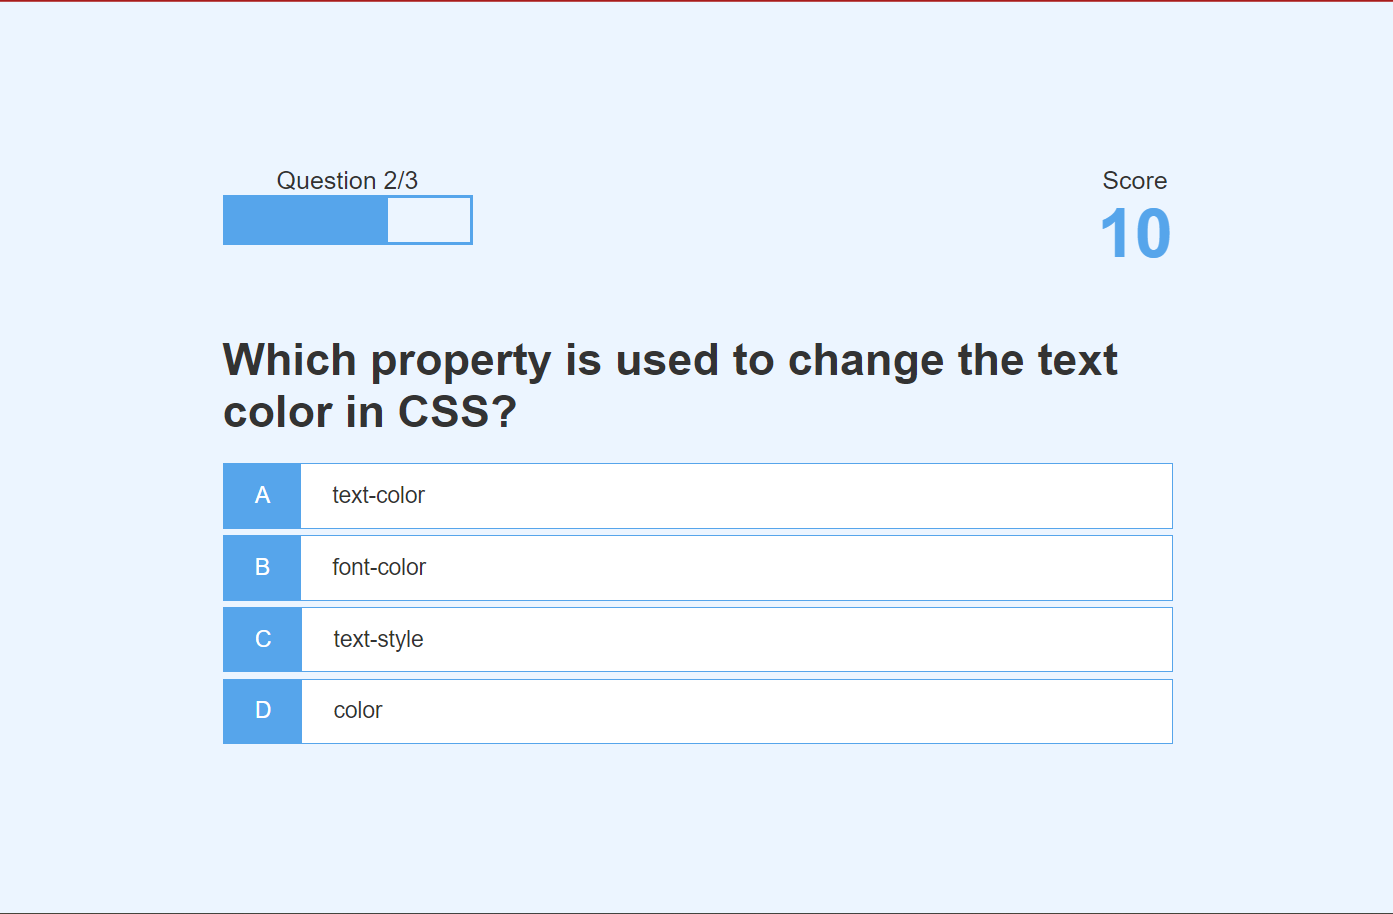 Question 2/3
Score
10
Which property is used to change the text
color in CSS?
A text-color
B font-color
C text-style
D color